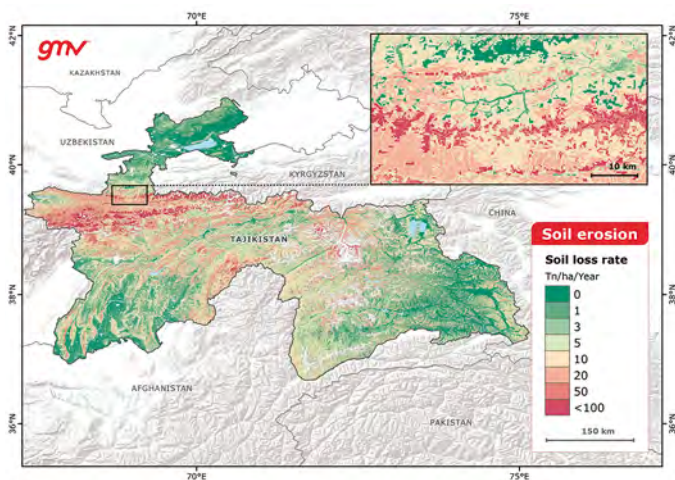 70°E
75°E
42°N
42°N
gmv
KAZAKHSTAN
UZBEKISTAN
10 km
40°N
40°N
KYRGYZSTAN
CHINA
TAJIKISTAN
Soil erosion
Soil loss rate
Tn/ha/Year
0
1
3
5
10
20
50
<100
38°N
38°N
AFGHANISTAN
PAKISTAN
150 km
36°N
36°N
70°E
75°E